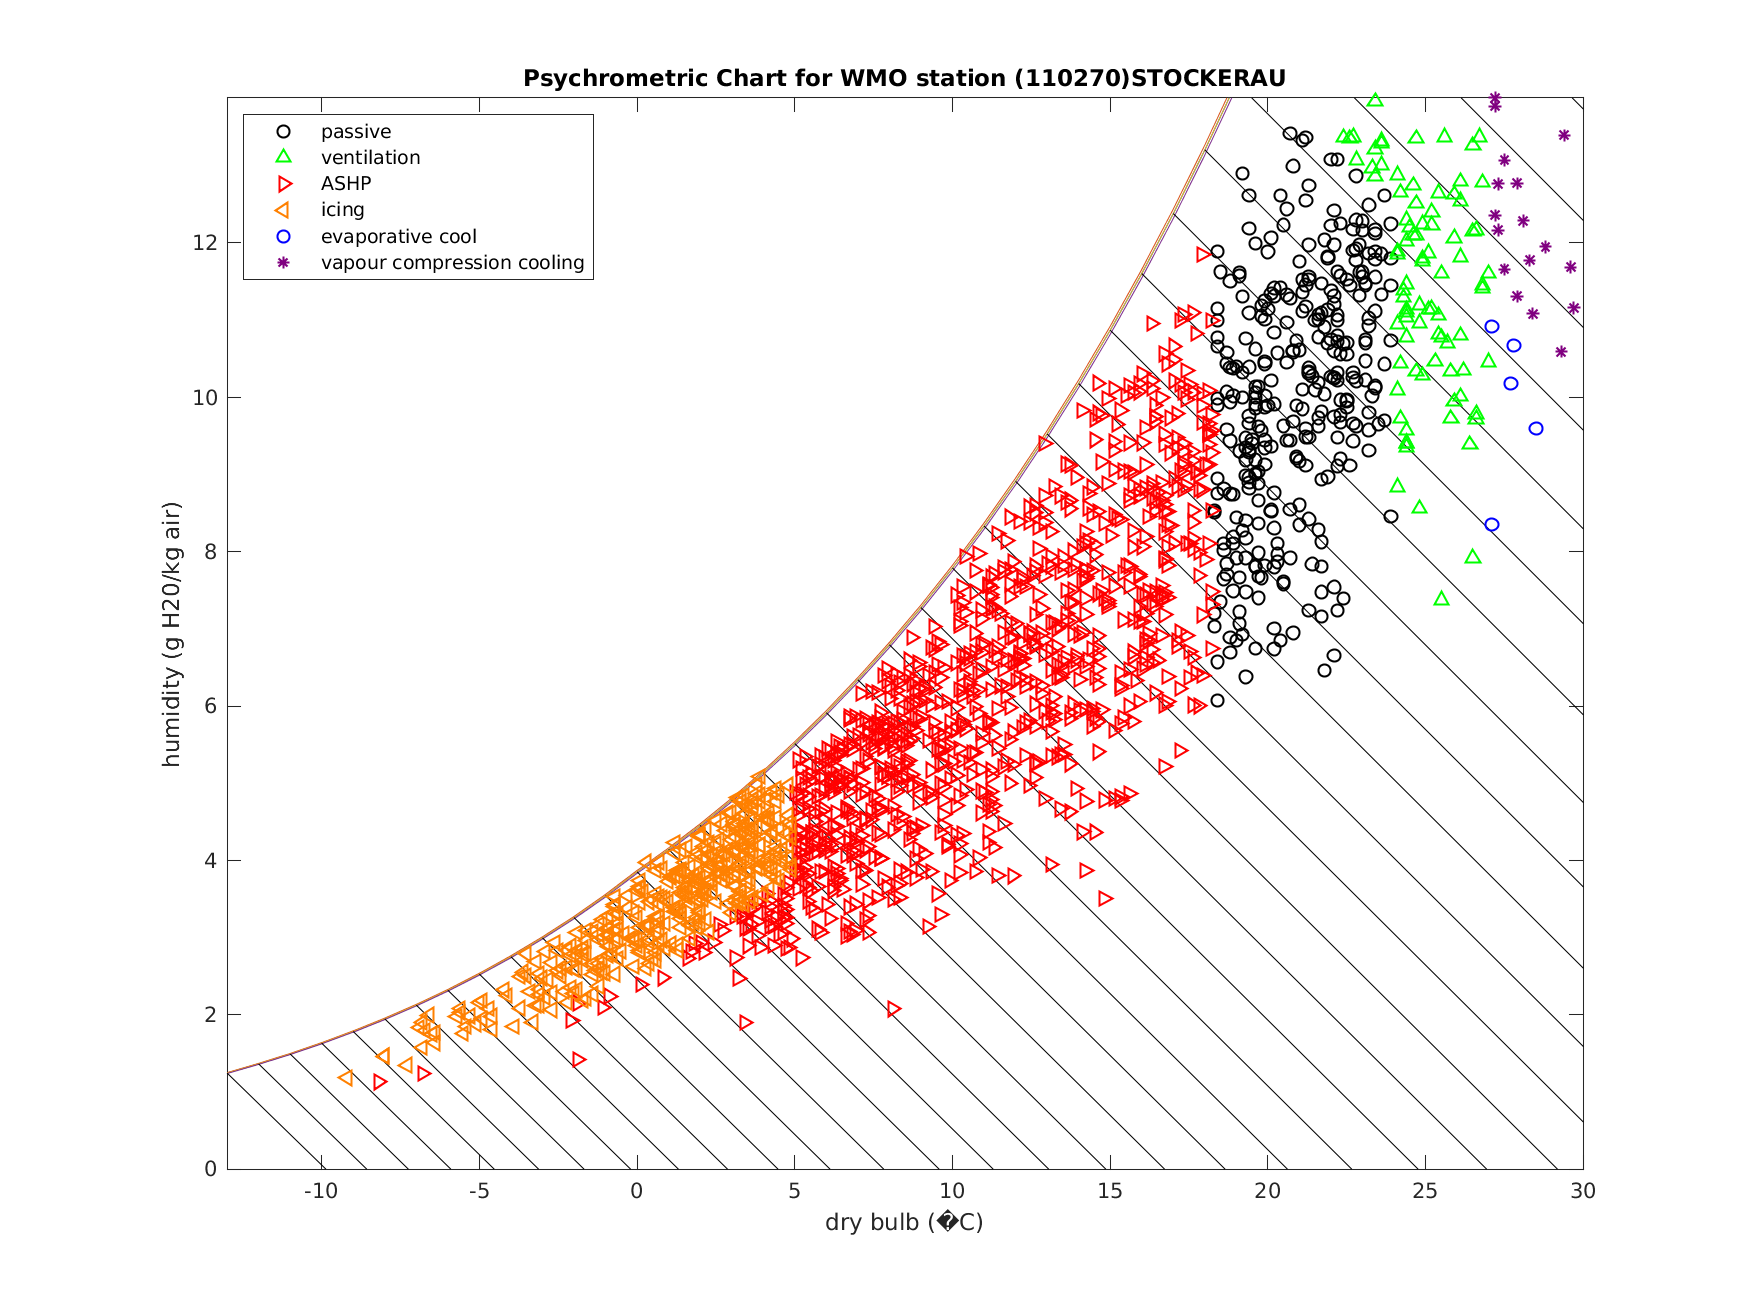 Psychrometric Chart for WMO station (110270)STOCKERAU
passive
ventilation
ASHP
icing
evaporative cool
vapour compression cooling
humidity (g H20/kg air)
12
10
8
6
4
2
0
-10 -5 0 5 10 15 20 25 30
dry bulb (�C)